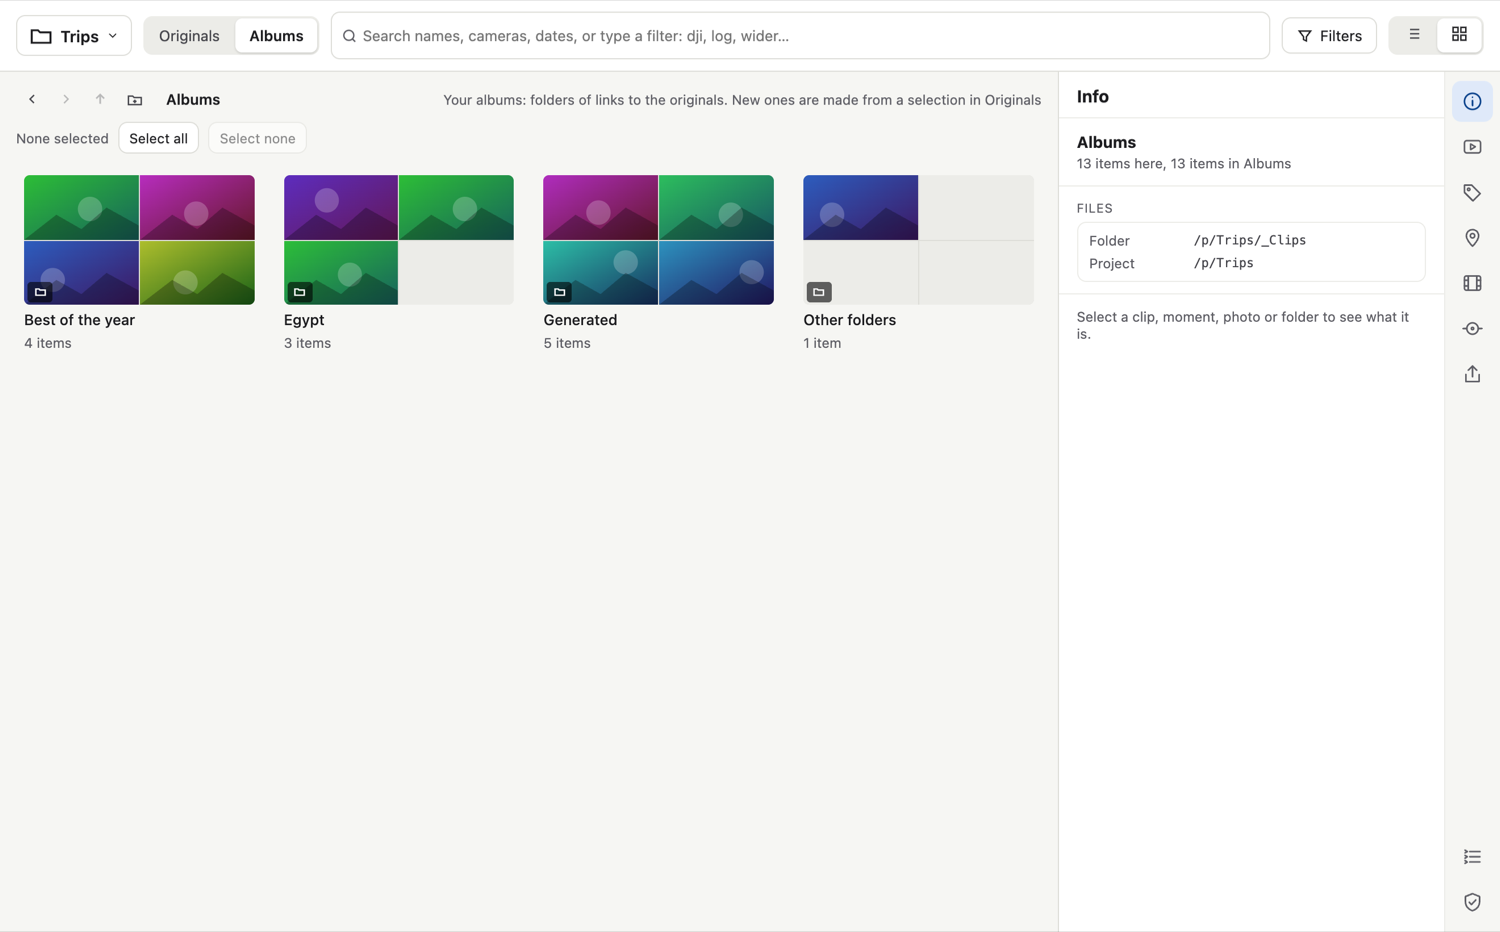 Trips
Originals
Albums
Search names, cameras, dates, or type a filter: dji, log, wider...
Filters
Albums
Your albums: folders of links to the originals. New ones are made from a selection in Originals
None selected
Select all
Select none
Best of the year
4 items
Egypt
3 items
Generated
5 items
Other folders
1 item
Info
Albums
13 items here, 13 items in Albums
FILES
Folder /p/Trips/_Clips
Project /p/Trips
Select a clip, moment, photo or folder to see what it
is.